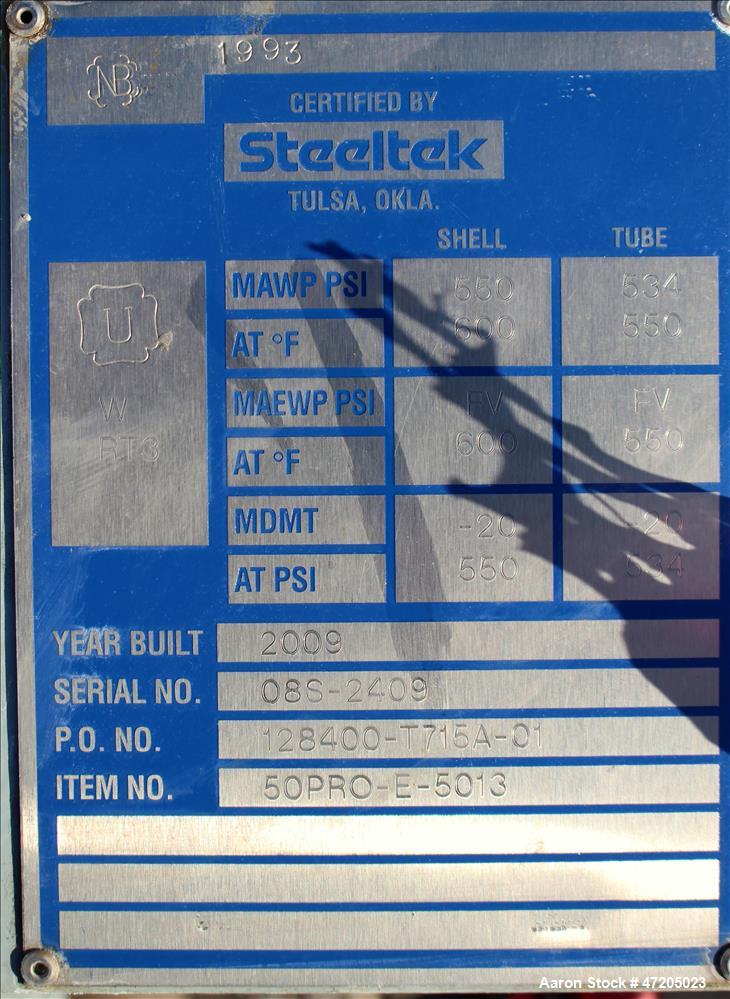 NB 1993
CERTIFIED BY
Steeltek
TULSA, OKLA.
SHELL TUBE
U
W
RT3
MAWP PSI 550 534
AT °F 600 550
MAEWP PSI FV FV
AT °F 600 550
MDMT -20 -20
AT PSI 550 534
YEAR BUILT 2009
SERIAL NO. 08S-2409
P.O. NO. 128400-T715A-01
ITEM NO. 50PRO-E-5013
Aaron Stock # 47205023